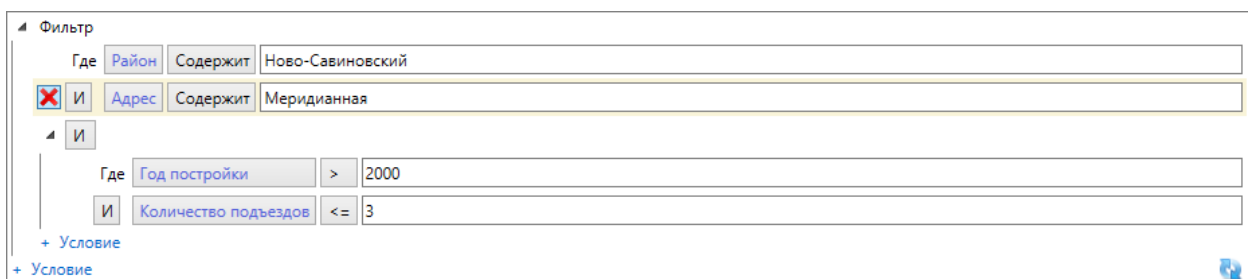 Фильтр
Где Район Содержит Ново-Савиновский
И Адрес Содержит Меридианная
И
Где Год постройки > 2000
И Количество подъездов <= 3
+ Условие
+ Условие